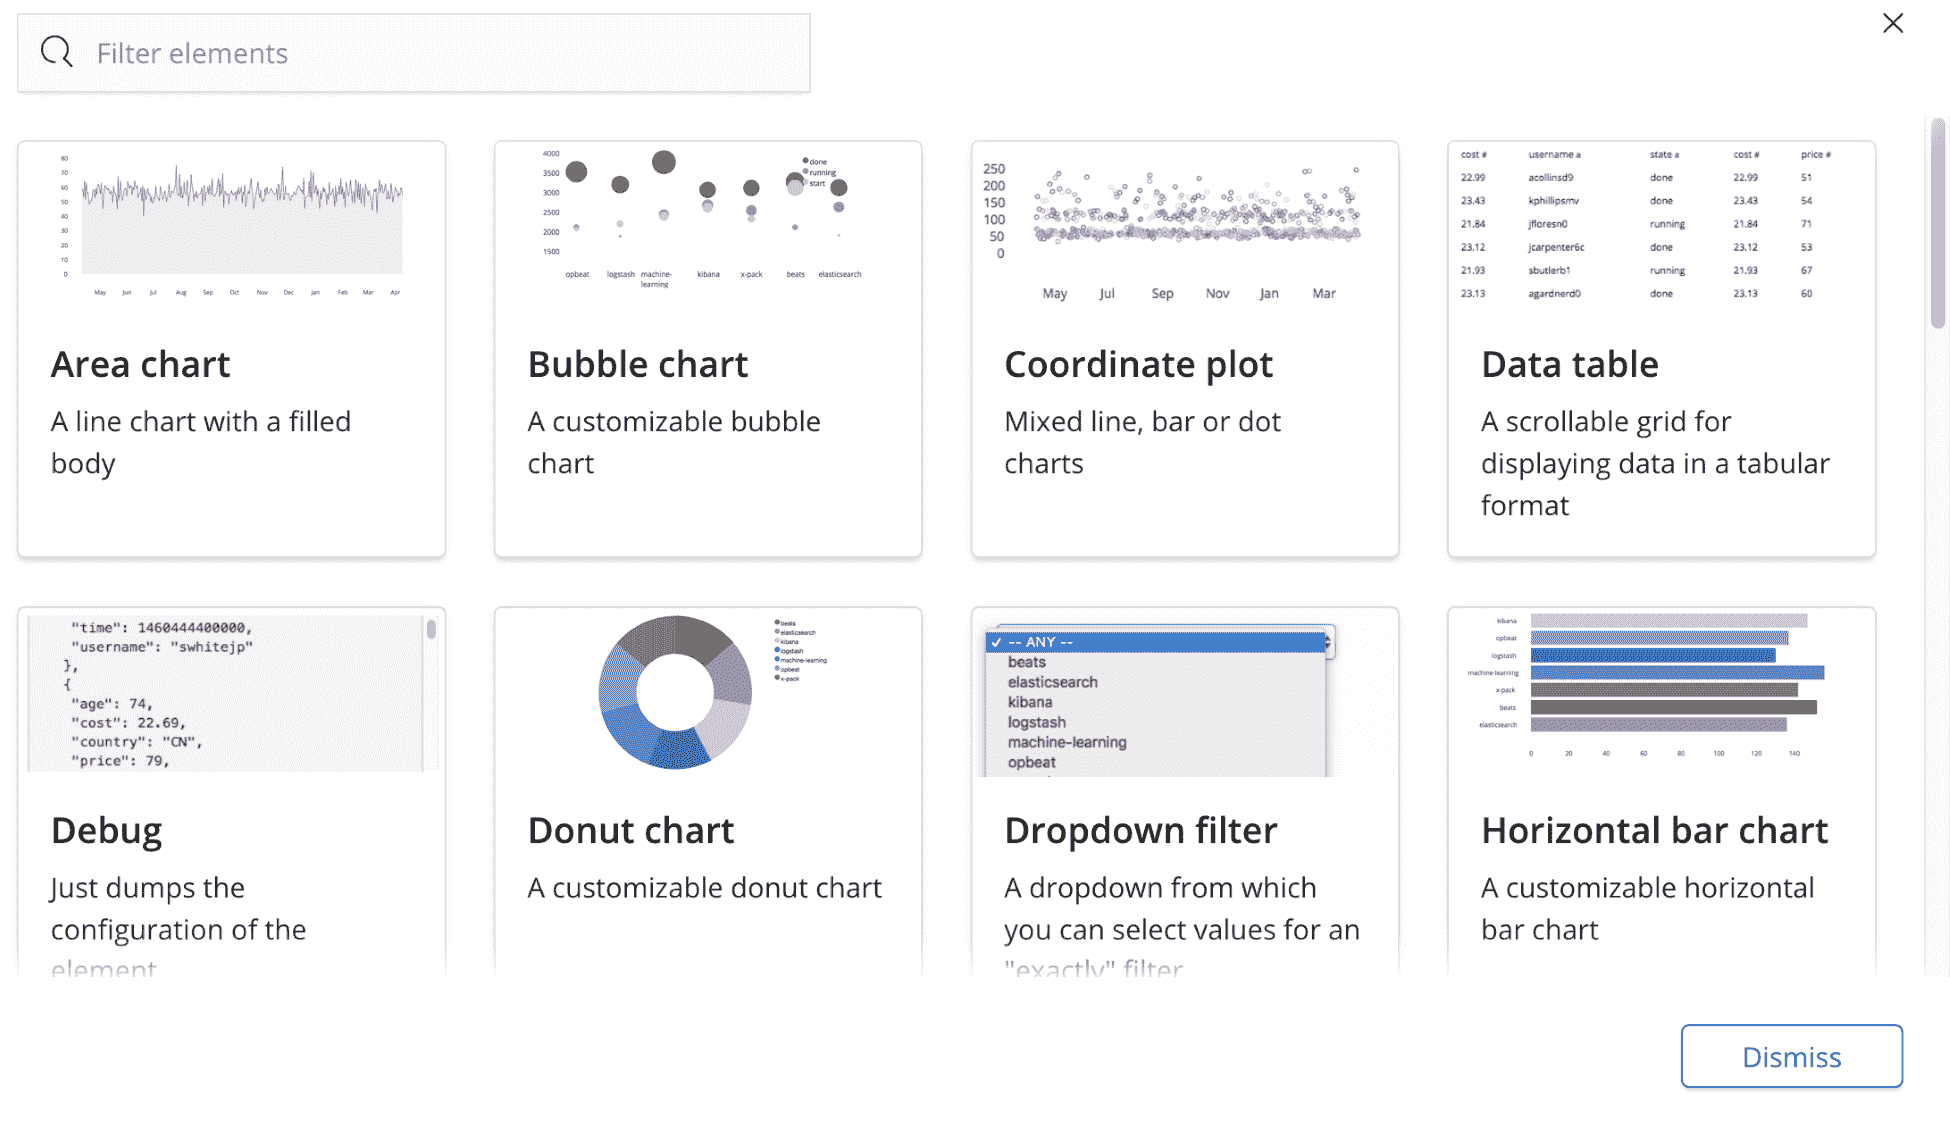 Filter elements
80
70
60
50
40
30
20
10
0
May Jun Jul Aug Sep Oct Nov Dec Jan Feb Mar Apr
Area chart
A line chart with a filled
body
4000
3500
3000
2500
2000
1500
done
running
start
opbeat logstash machine-learning kibana x-pack beats elasticsearch
Bubble chart
A customizable bubble
chart
250
200
150
100
50
0
May Jul Sep Nov Jan Mar
Coordinate plot
Mixed line, bar or dot
charts
cost # username a state a cost # price #
22.99 acollinsd9 done 22.99 51
23.43 kphillipsmv done 23.43 54
21.84 jfloresn0 running 21.84 71
23.12 jcarpenter6c done 23.12 53
21.93 sbutlerb1 running 21.93 67
23.13 agardnerd0 done 23.13 60
Data table
A scrollable grid for
displaying data in a tabular
format
"time": 1460444400000,
"username": "swhitejp"
},
{
"age": 74,
"cost": 22.69,
"country": "CN",
"price": 79,
Debug
Just dumps the
configuration of the
element
beats
elasticsearch
kibana
logstash
machine-learning
opbeat
x-pack
Donut chart
A customizable donut chart
✓ -- ANY --
beats
elasticsearch
kibana
logstash
machine-learning
opbeat
Dropdown filter
A dropdown from which
you can select values for an
"exactly" filter
kibana
opbeat
logstash
machine-learning
x-pack
beats
elasticsearch
0 20 40 60 80 100 120 140
Horizontal bar chart
A customizable horizontal
bar chart
Dismiss